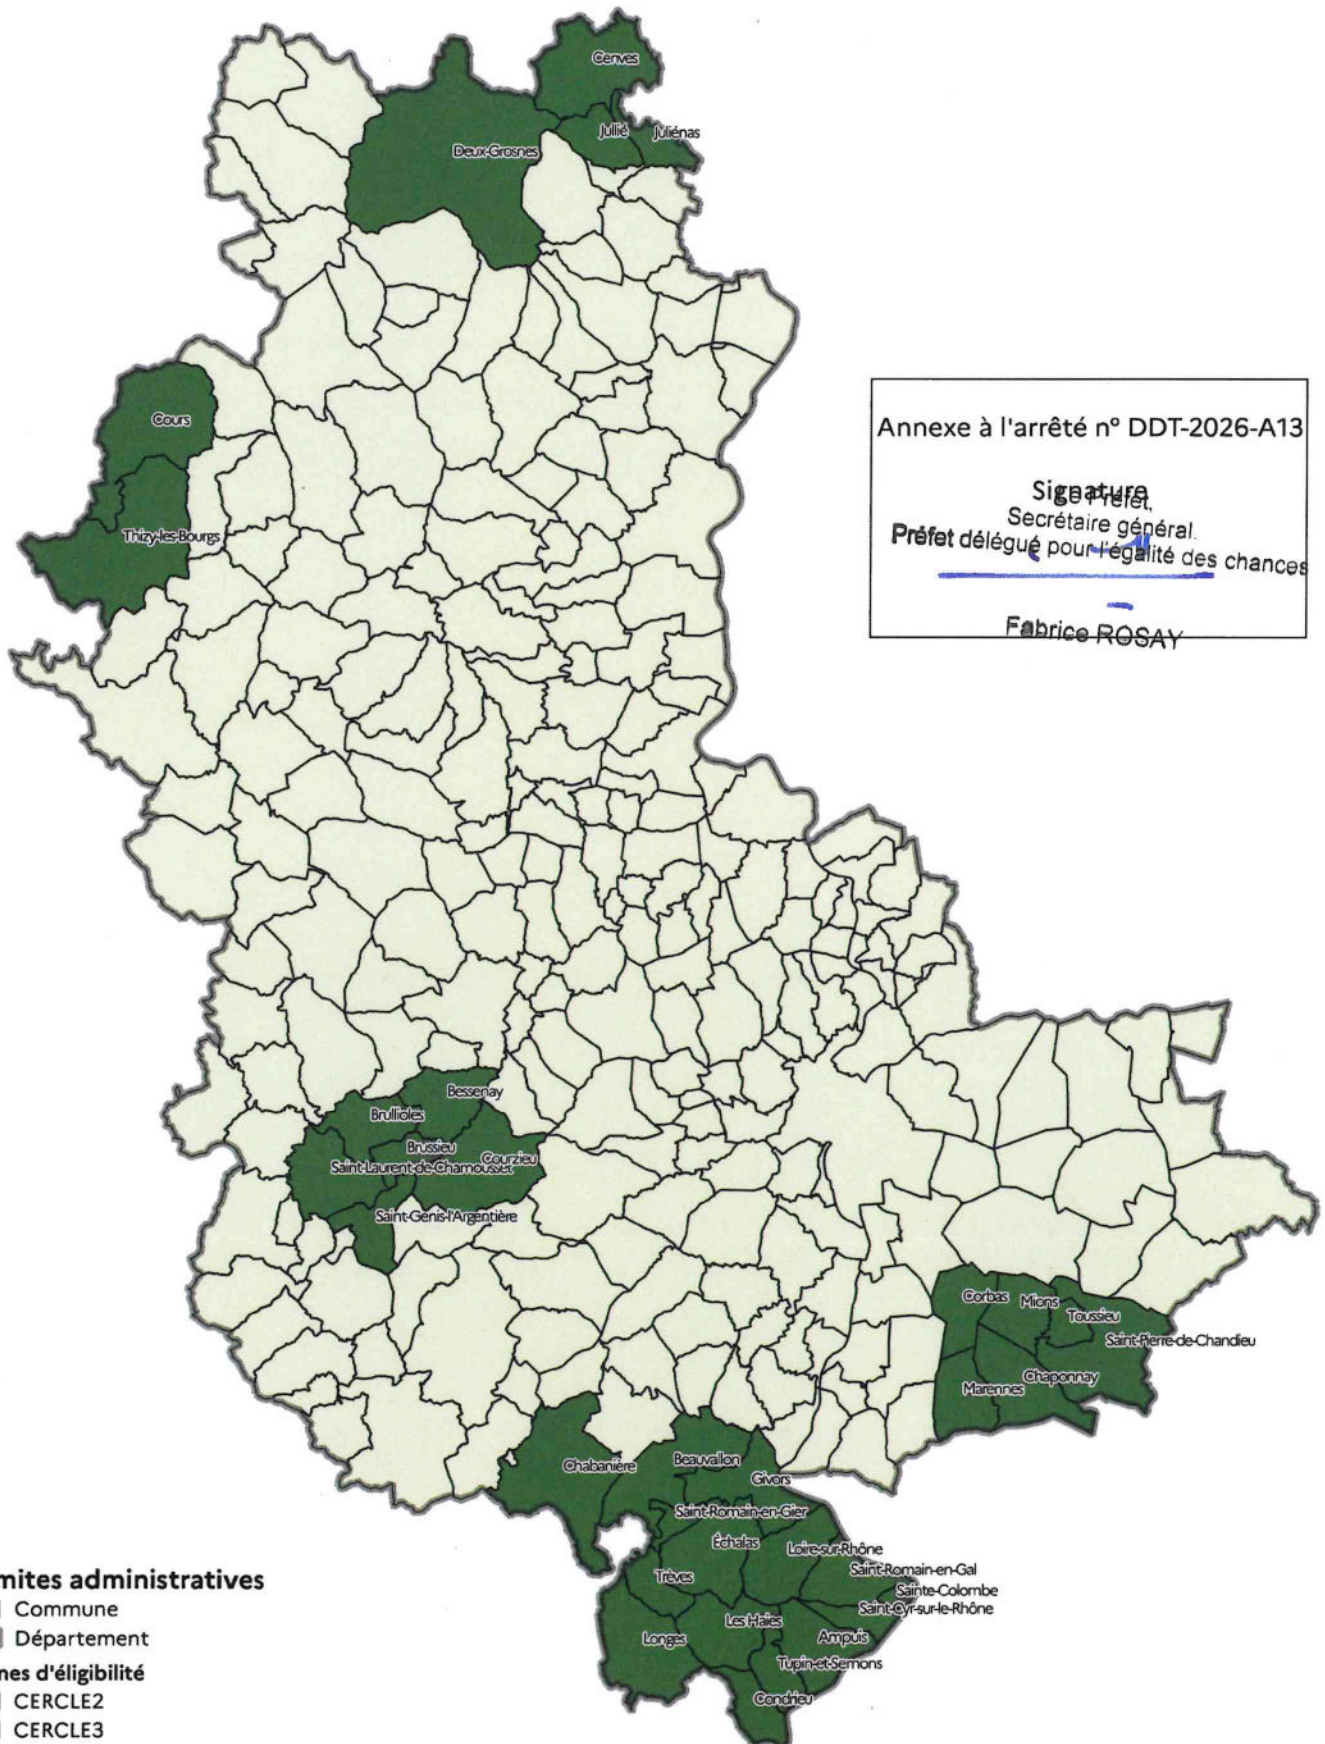 Cenves
Jullié
Juliénas
Deux-Grosnes
Cours
Thizy-les-Bourgs
Annexe à l'arrêté n° DDT-2026-A13
Signature
Préfet,
Secrétaire général
Préfet délégué pour l'égalité des chances
Fabrice ROSAY
Bessenay
Brullioles
Brussieu
Courzieu
Saint-Laurent-de-Chamousset
Saint-Genis-l'Argentière
Corbas
Mions
Toussieu
Saint-Pierre-de-Chandieu
Chaponnay
Marennes
Chabanière
Beauvallon
Givors
Saint-Romain-en-Gier
Échalas
Loire-sur-Rhône
Saint-Romain-en-Gal
Trèves
Sainte-Colombe
Saint-Cyr-sur-le-Rhône
Les Haies
Longes
Ampuis
Tupin-et-Semons
Condrieu
mites administratives
Commune
Département
nes d'éligibilité
CERCLE2
CERCLE3